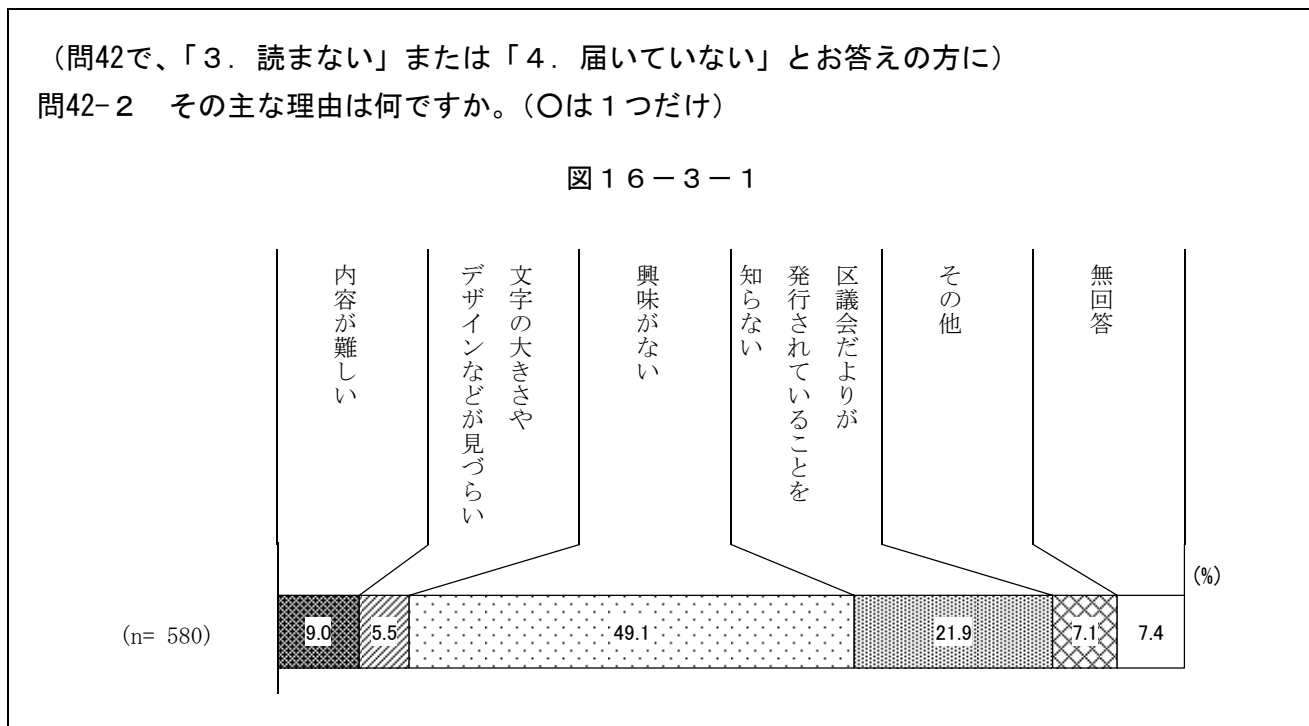 （問42で、「３．読まない」または「４．届いていない」とお答えの方に）
問42-２　その主な理由は何ですか。（〇は１つだけ）
図１６－３－１
内容が難しい
文字の大きさや
デザインなどが見づらい
興味がない
区議会だよりが
発行されていることを
知らない
その他
無回答
(%)
(n= 580)
9.0
5.5
49.1
21.9
7.1
7.4